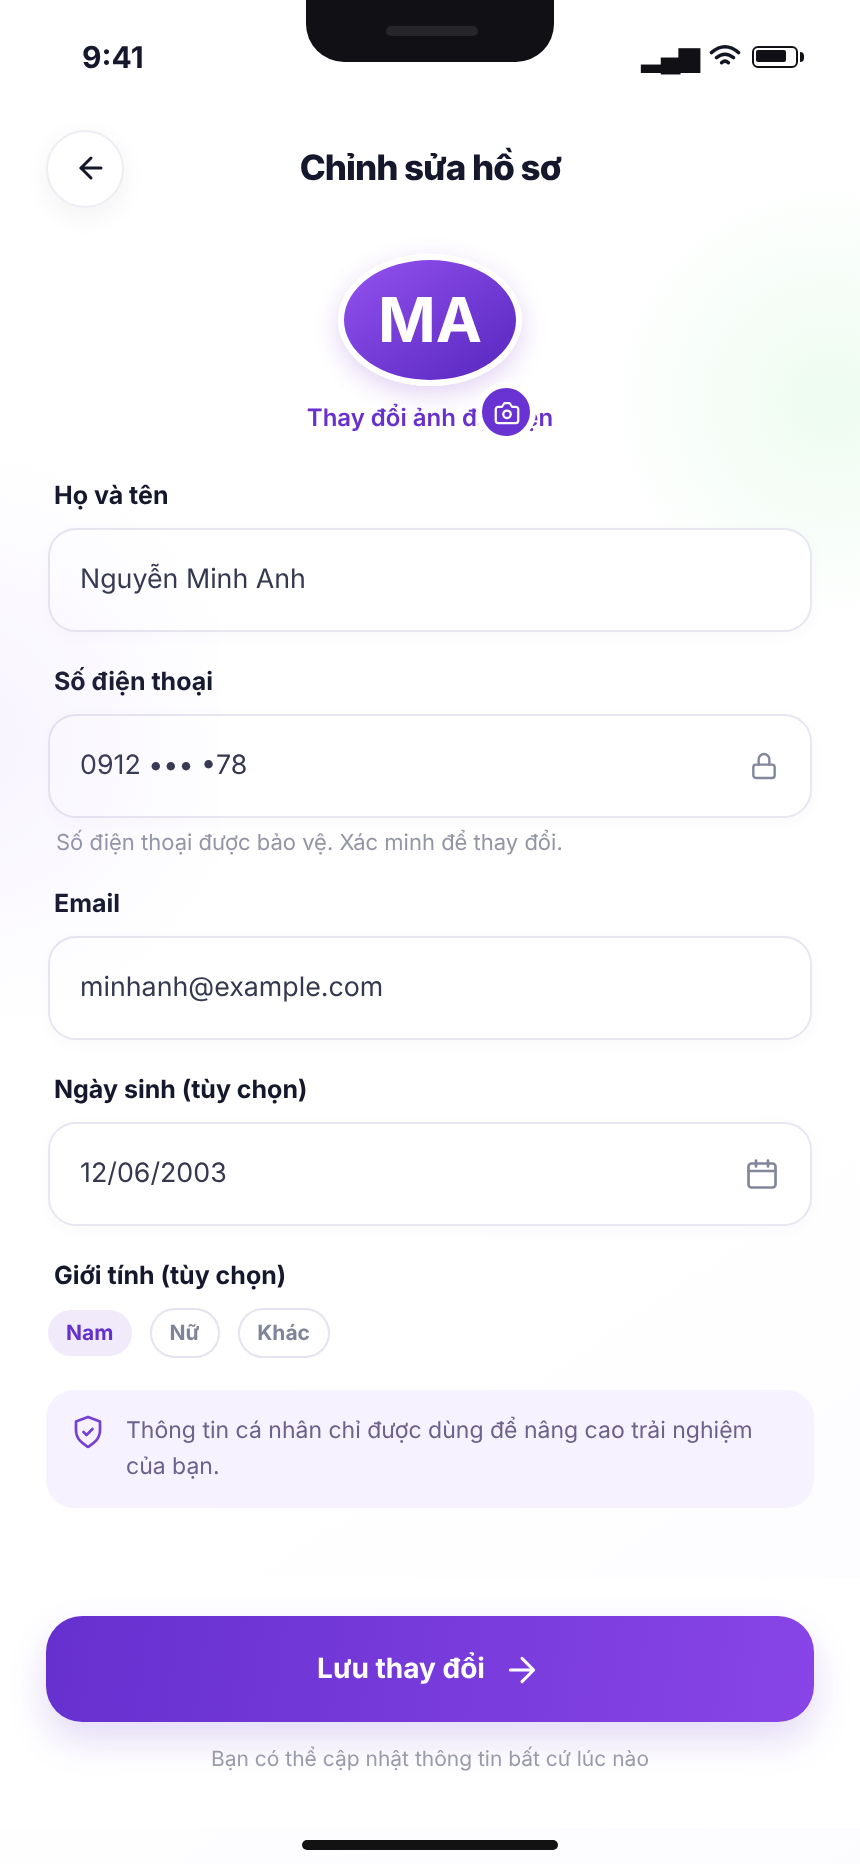 9:41
Chỉnh sửa hồ sơ
MA
Thay đổi ảnh
Họ và tên
Nguyễn Minh Anh
Số điện thoại
0912 ••• •78
Số điện thoại được bảo vệ. Xác minh để thay đổi.
Email
minhanh@example.com
Ngày sinh (tùy chọn)
12/06/2003
Giới tính (tùy chọn)
Nam Nữ Khác
Thông tin cá nhân chỉ được dùng để nâng cao trải nghiệm
của bạn.
Lưu thay đổi
Bạn có thể cập nhật thông tin bất cứ lúc nào